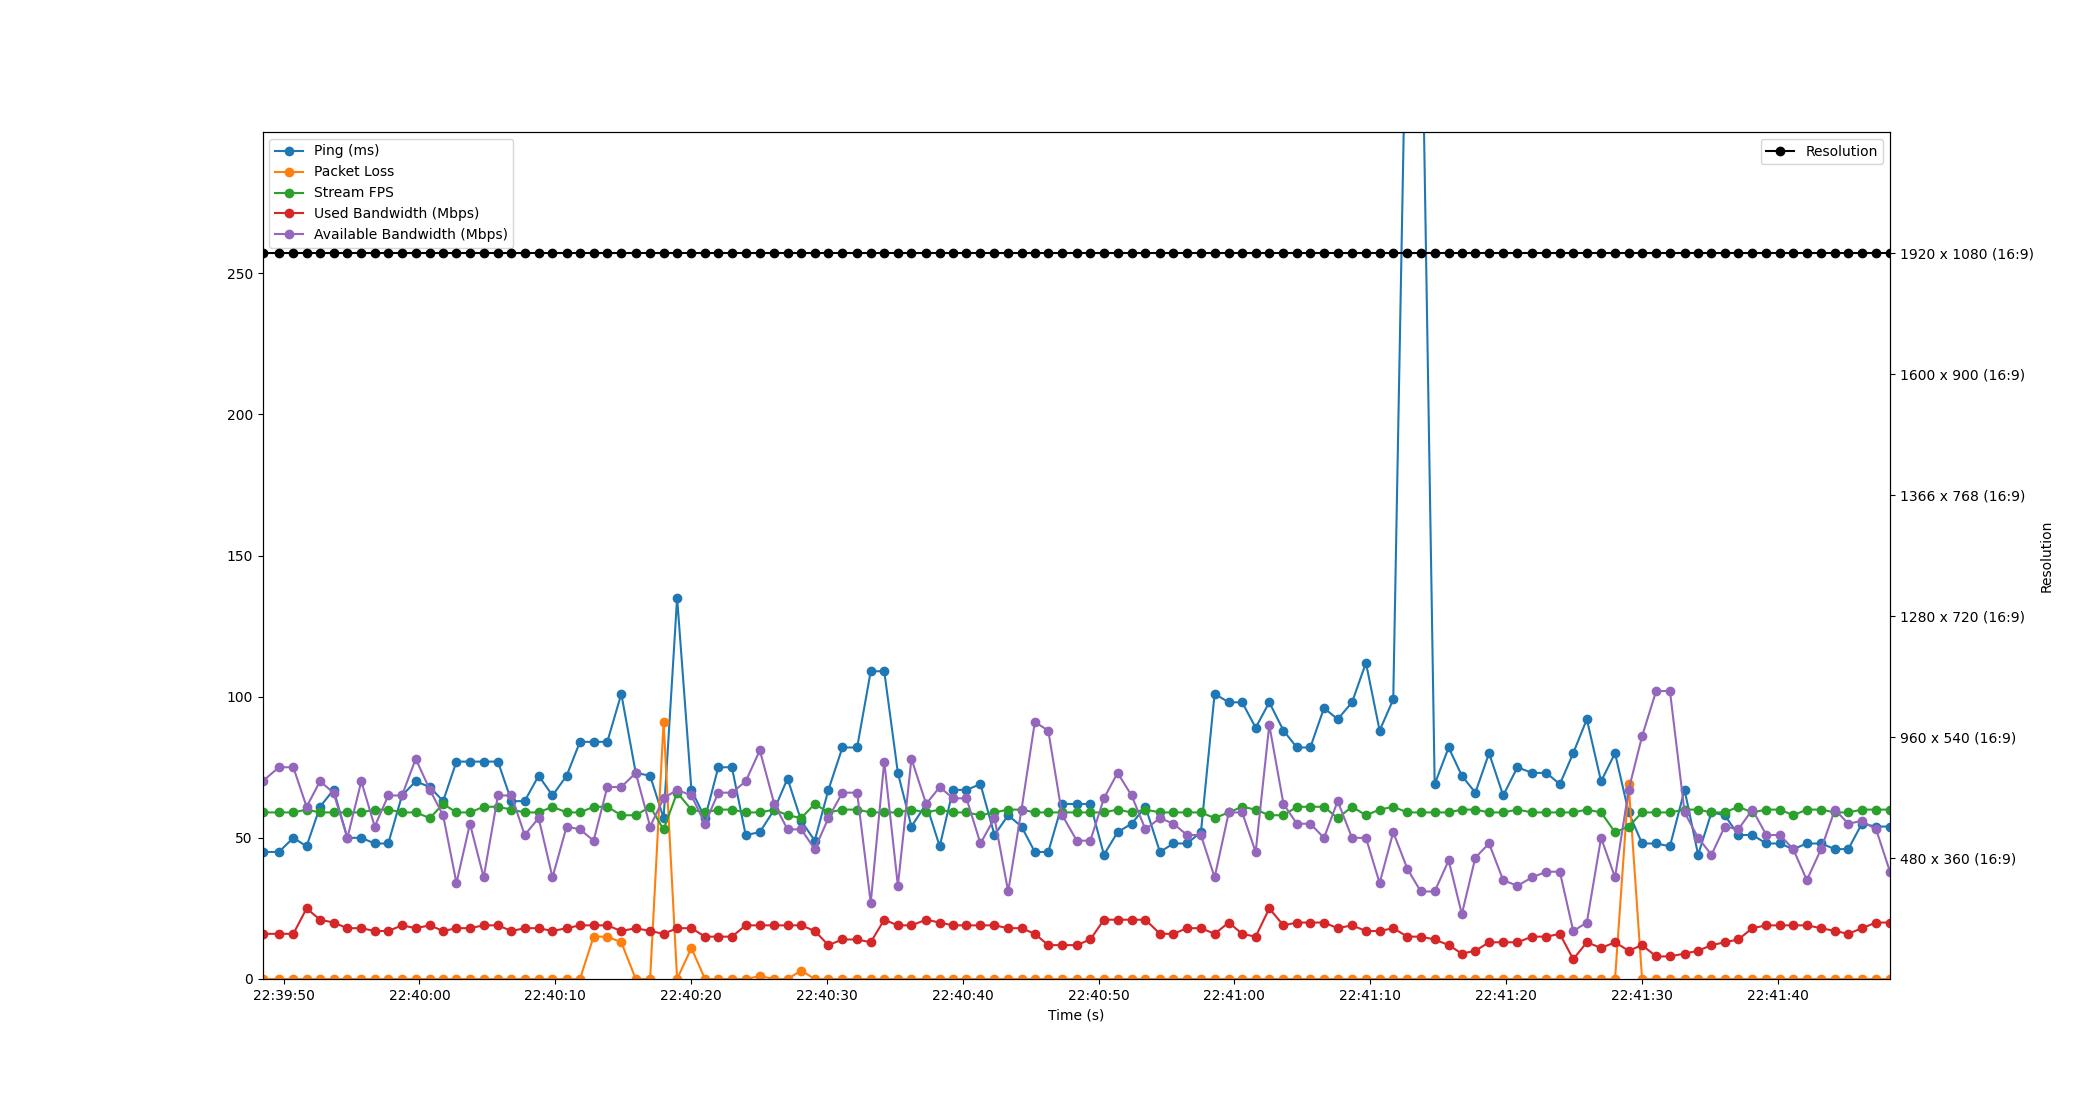 Ping (ms)
Packet Loss
Stream FPS
Used Bandwidth (Mbps)
Available Bandwidth (Mbps)
Resolution
250
200
150
100
50
0
1920 x 1080 (16:9)
1600 x 900 (16:9)
1366 x 768 (16:9)
1280 x 720 (16:9)
960 x 540 (16:9)
480 x 360 (16:9)
Resolution
22:39:50 22:40:00 22:40:10 22:40:20 22:40:30 22:40:40 22:40:50 22:41:00 22:41:10 22:41:20 22:41:30 22:41:40
Time (s)